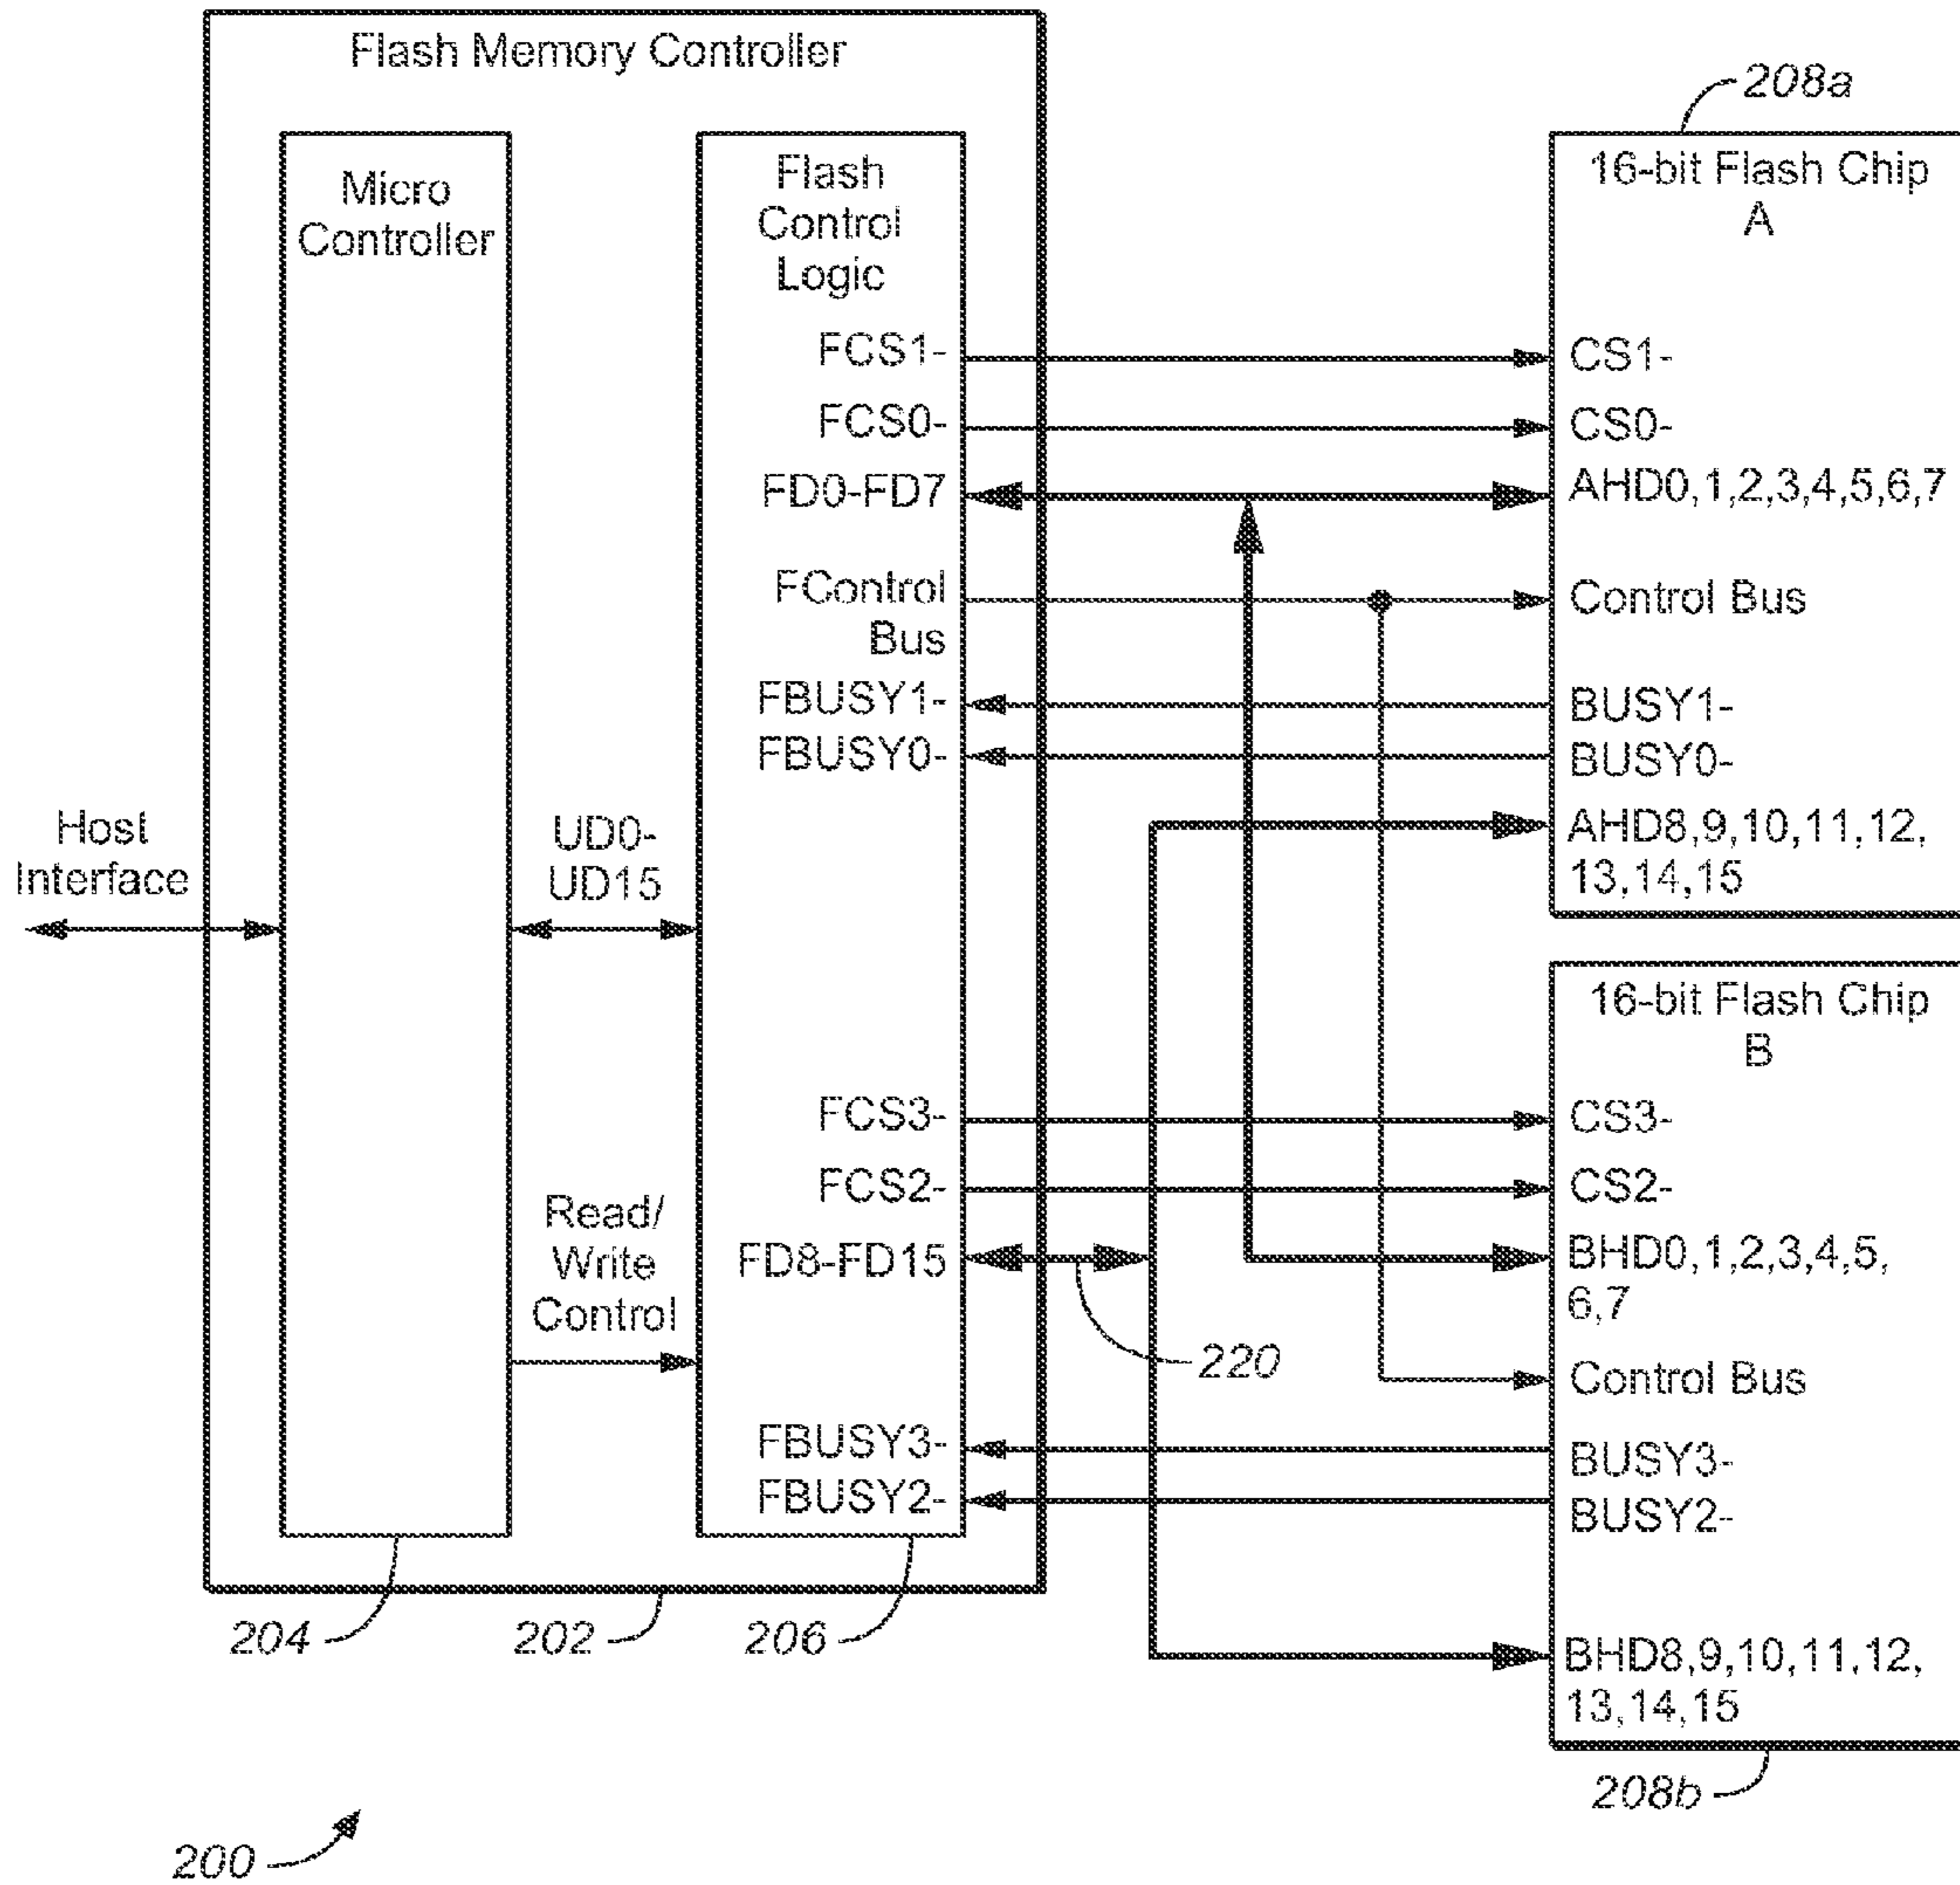 Flash Memory Controller
208a
Micro
Controller
Flash
Control
Logic
16-bit Flash Chip
A
FCS1-
CS1-
FCS0-
CS0-
FD0-FD7
AHD0,1,2,3,4,5,6,7
FControl
Bus
Control Bus
FBUSY1-
BUSY1-
FBUSY0-
BUSY0-
Host
Interface
UD0-
UD15
AHD8,9,10,11,12,
13,14,15
16-bit Flash Chip
B
FCS3-
CS3-
FCS2-
CS2-
Read/
Write
Control
FD8-FD15
BHD0,1,2,3,4,5,
6,7
220
Control Bus
FBUSY3-
BUSY3-
FBUSY2-
BUSY2-
204
202
206
BHD8,9,10,11,12,
13,14,15
208b
200